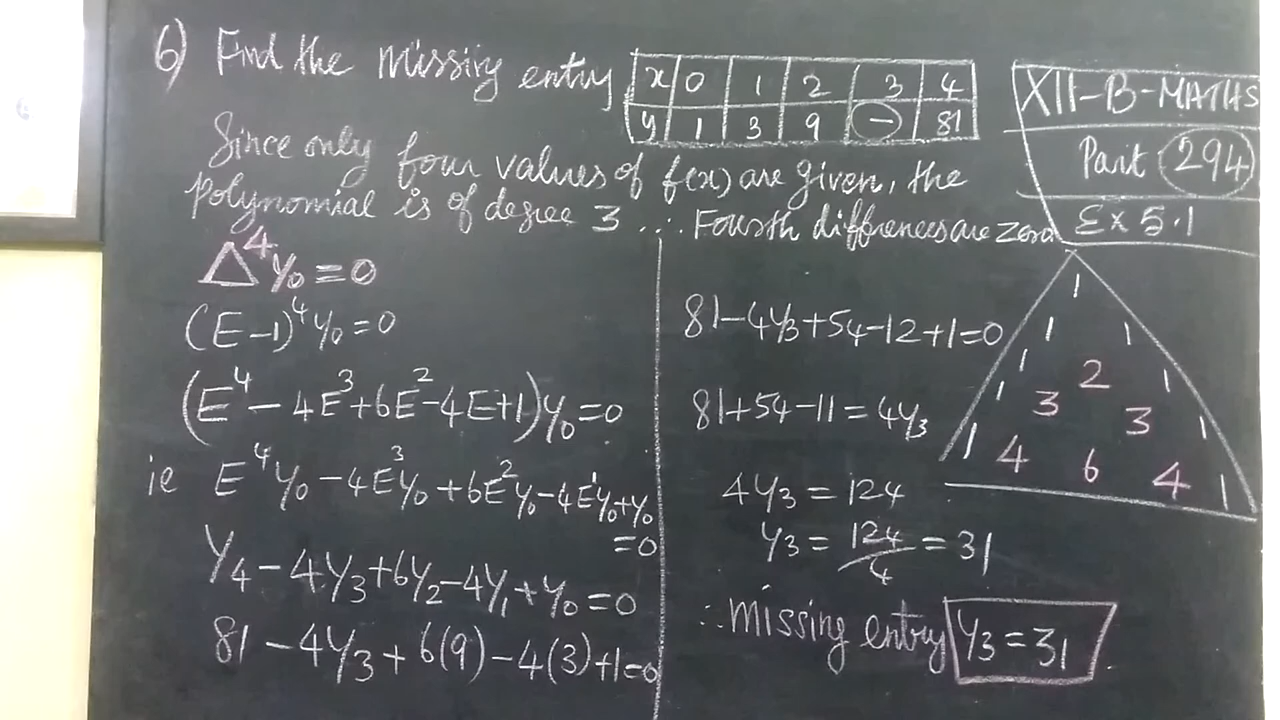 6) Find the missing entry
x 0 1 2 3 4
y 1 3 9 – 81
XII-B-MATHS
Part 294
Ex 5.1
Since only four values of f(x) are given, the
polynomial is of degree 3 ∴ Fourth differences are zero
Δ⁴y₀ = 0
(E-1)⁴y₀ = 0
(E⁴ - 4E³ + 6E² - 4E + 1)y₀ = 0
ie E⁴y₀ - 4E³y₀ + 6E²y₀ - 4E¹y₀ + y₀
= 0
y₄ - 4y₃ + 6y₂ - 4y₁ + y₀ = 0
81 - 4y₃ + 6(9) - 4(3) + 1 = 0
81 - 4y₃ + 54 - 12 + 1 = 0
81 + 54 - 11 = 4y₃
4y₃ = 124
y₃ = 124/4 = 31
∴ Missing entry y₃ = 31
1
1 1
1 2 1
1 3 3 1
1 4 6 4 1